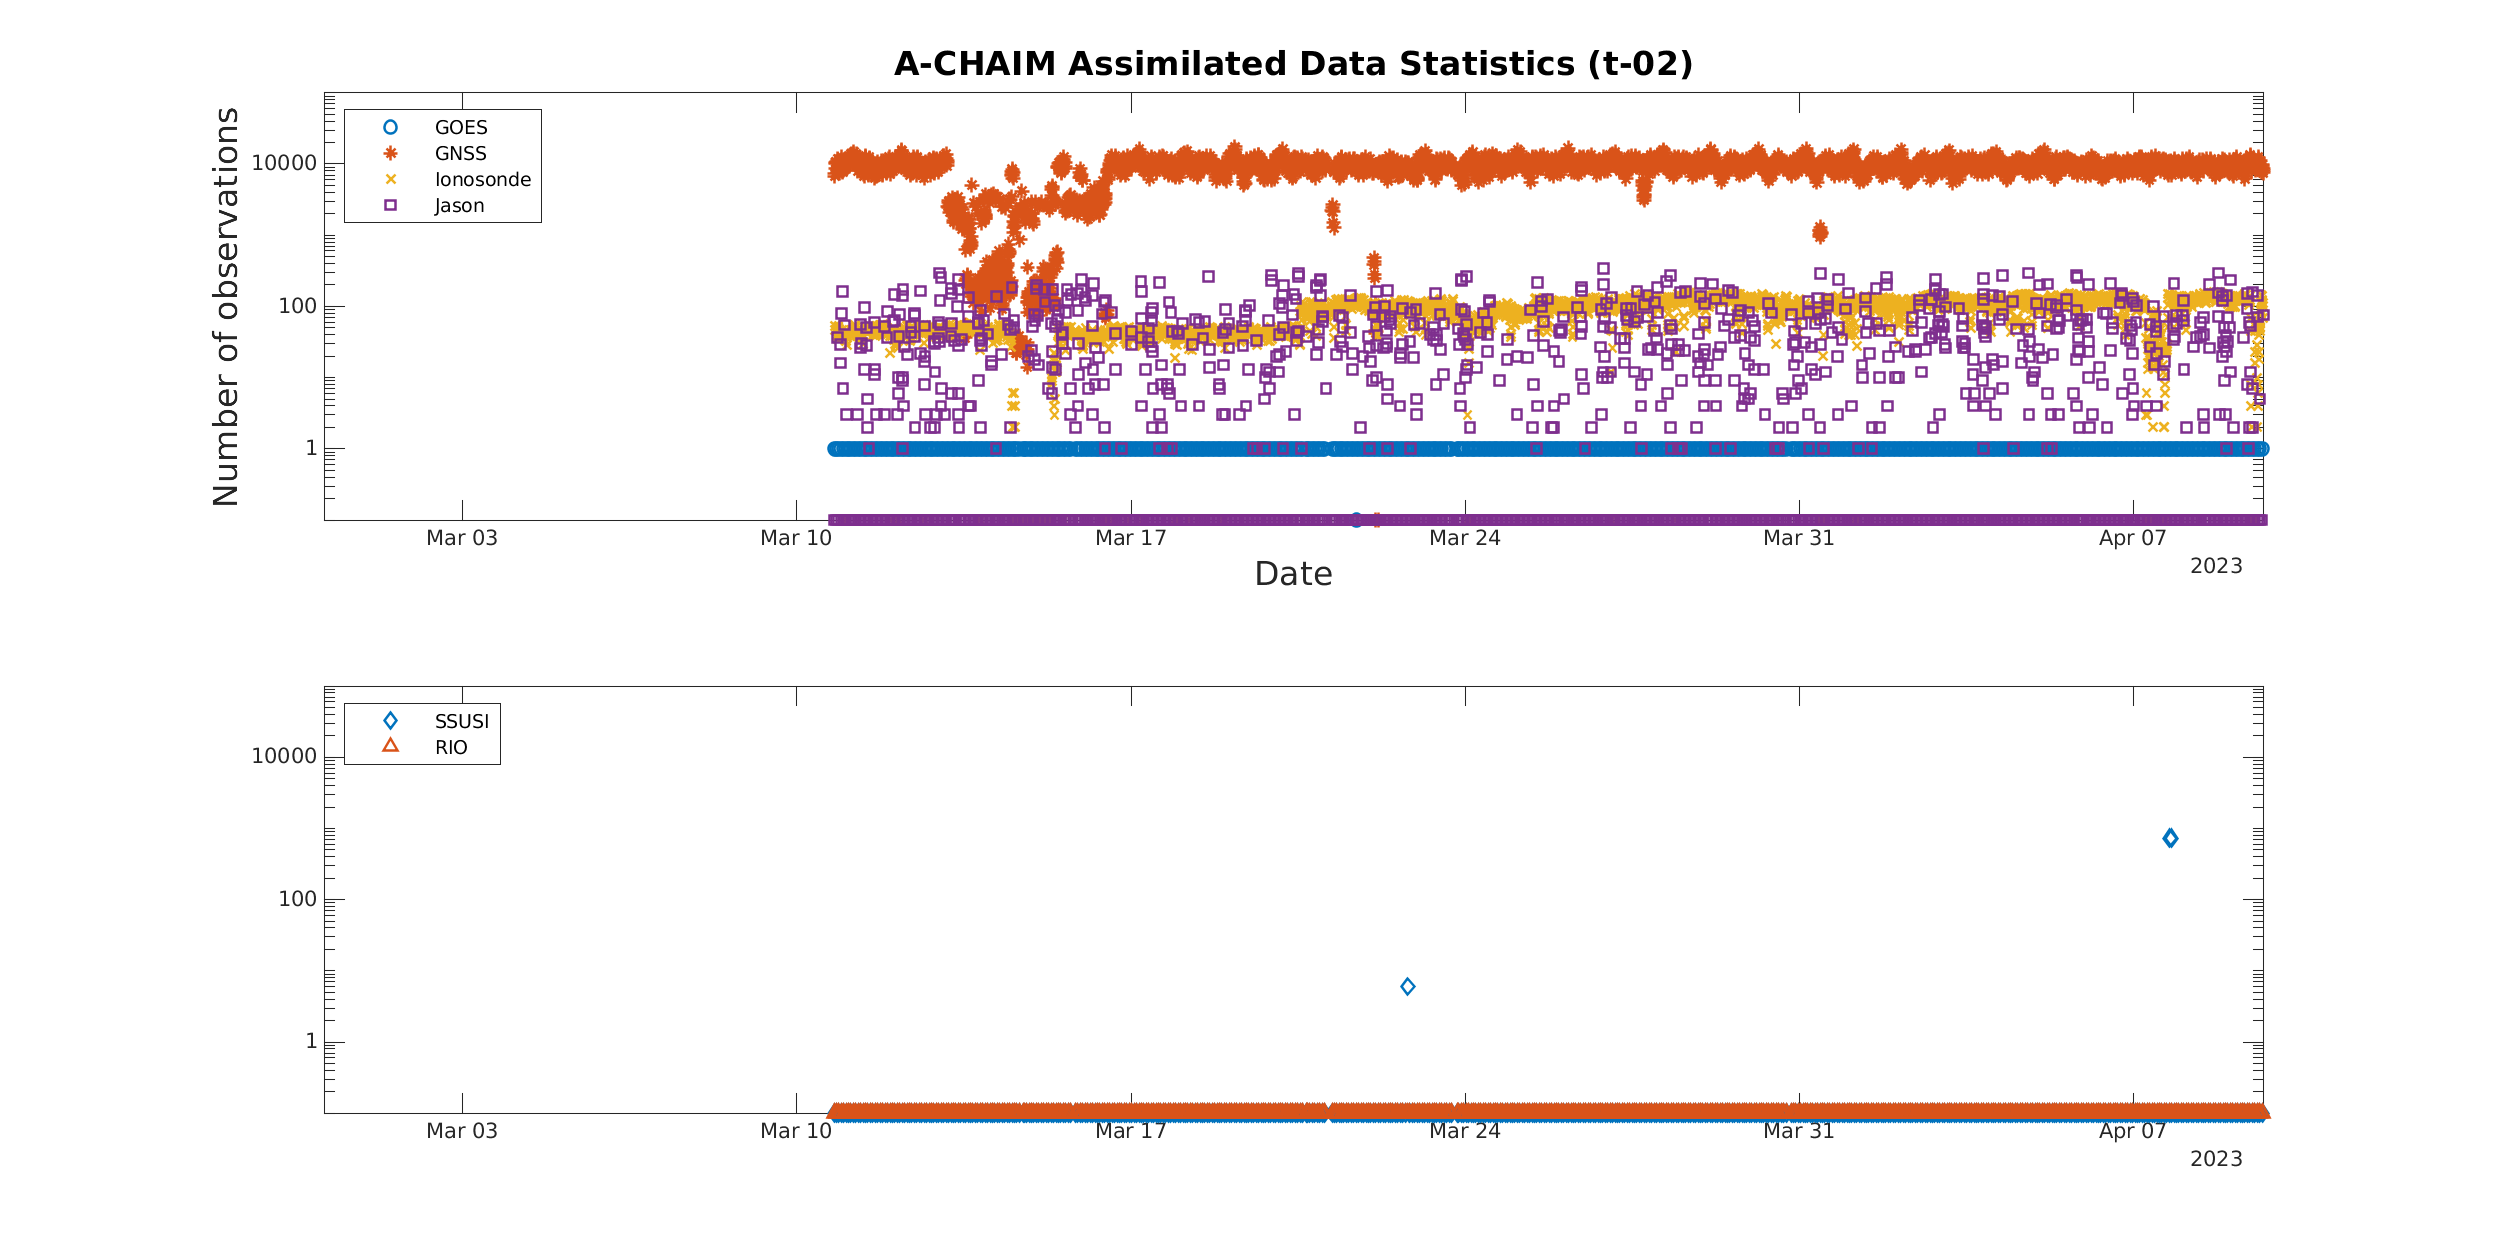 A-CHAIM Assimilated Data Statistics (t-02)
Number of observations
10000
100
1
GOES
GNSS
Ionosonde
Jason
Mar 03
Mar 10
Mar 17
Mar 24
Mar 31
Apr 07
2023
Date
10000
100
1
SSUSI
RIO
Mar 03
Mar 10
Mar 17
Mar 24
Mar 31
Apr 07
2023